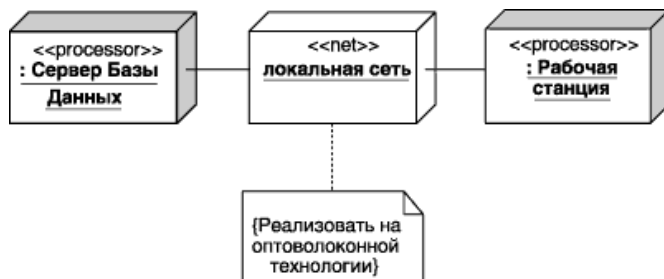 <<processor>>
: Сервер Базы
Данных
<<net>>
локальная сеть
<<processor>>
: Рабочая
станция
{Реализовать на
оптоволоконной
технологии}